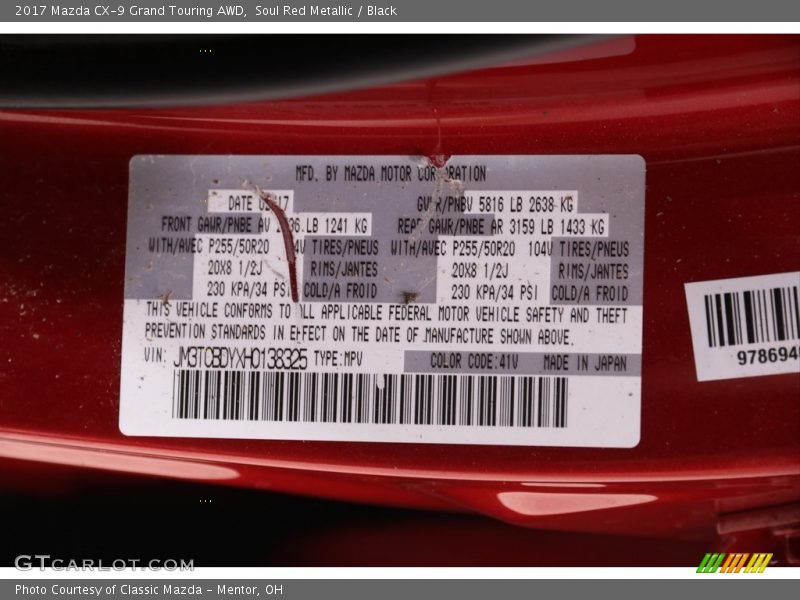 2017 Mazda CX-9 Grand Touring AWD, Soul Red Metallic / Black
MFD. BY MAZDA MOTOR CORPORATION
DATE 02/17 GVWR/PNBV 5816 LB 2638 KG
FRONT GAWR/PNBE AV LB 1241 KG REAR GAWR/PNBE AR 3159 LB 1433 KG
WITH/AVEC P255/50R20 TIRES/PNEUS WITH/AVEC P255/50R20 104V TIRES/PNEUS
20X8 1/2J RIMS/JANTES 20X8 1/2J RIMS/JANTES
230 KPA/34 PSI COLD/A FROID 230 KPA/34 PSI COLD/A FROID
THIS VEHICLE CONFORMS TO ALL APPLICABLE FEDERAL MOTOR VEHICLE SAFETY AND THEFT
PREVENTION STANDARDS IN EFFECT ON THE DATE OF MANUFACTURE SHOWN ABOVE.
VIN: JM3TCBDYXH0138325 TYPE:MPV COLOR CODE:41V MADE IN JAPAN
GTCARLOT.COM
Photo Courtesy of Classic Mazda - Mentor, OH